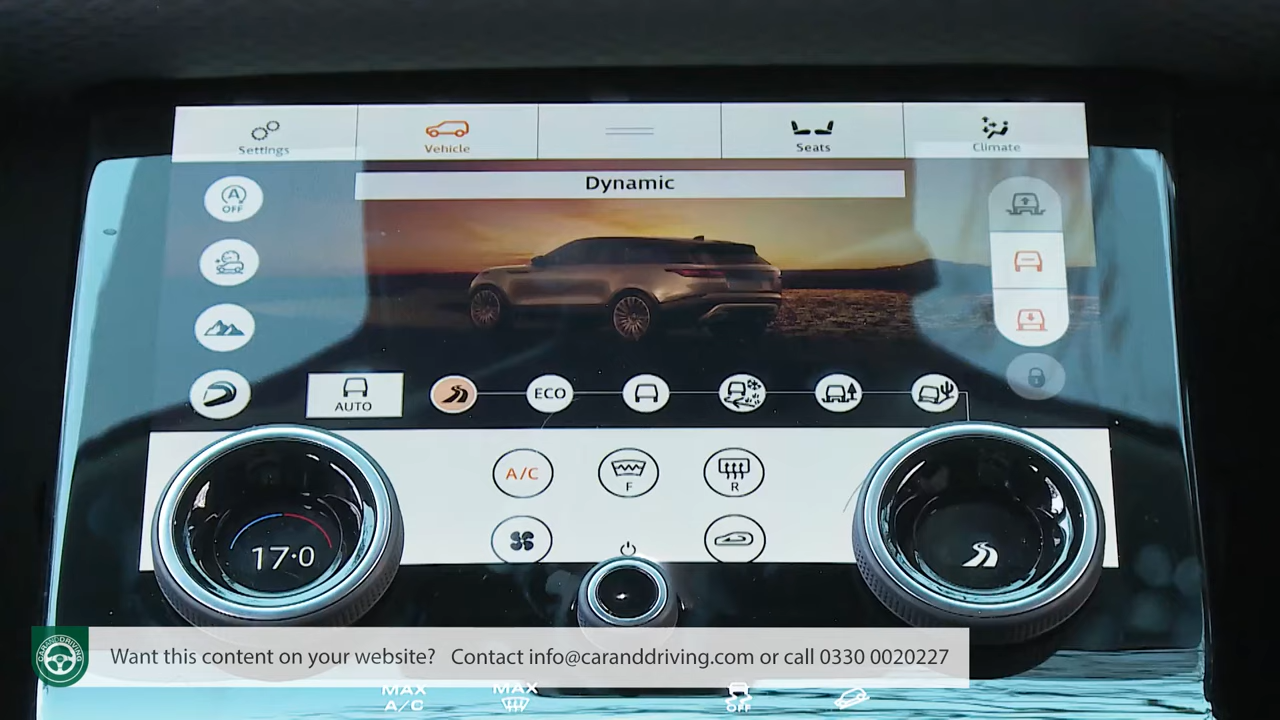 Settings
Vehicle
Seats
Climate
Dynamic
A
OFF
AUTO
ECO
A/C
F
R
17·0
CARANDDRIVING
Want this content on your website? Contact info@caranddriving.com or call 0330 0020227
MAX
A/C
MAX
OFF